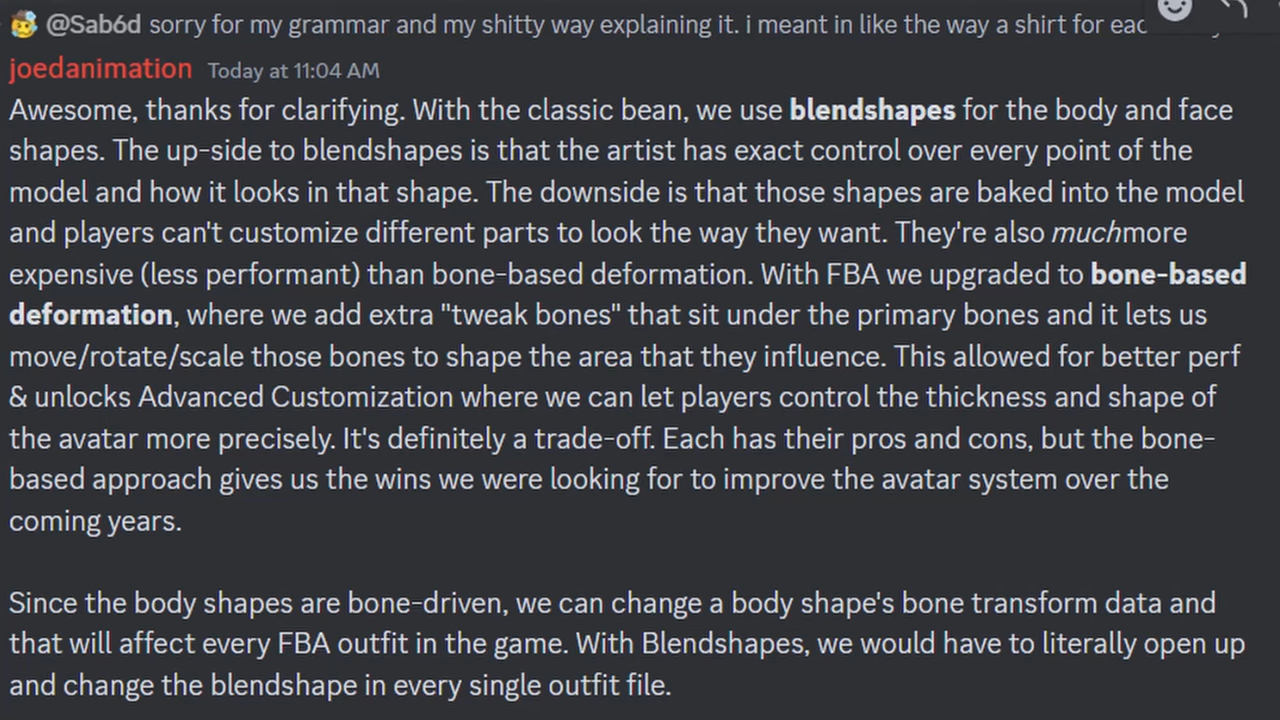 @Sab6d sorry for my grammar and my shitty way explaining it. i meant in like the way a shirt for eac
joedanimation Today at 11:04 AM
Awesome, thanks for clarifying. With the classic bean, we use blendshapes for the body and face
shapes. The up-side to blendshapes is that the artist has exact control over every point of the
model and how it looks in that shape. The downside is that those shapes are baked into the model
and players can't customize different parts to look the way they want. They're also muchmore
expensive (less performant) than bone-based deformation. With FBA we upgraded to bone-based
deformation, where we add extra "tweak bones" that sit under the primary bones and it lets us
move/rotate/scale those bones to shape the area that they influence. This allowed for better perf
& unlocks Advanced Customization where we can let players control the thickness and shape of
the avatar more precisely. It's definitely a trade-off. Each has their pros and cons, but the bone-
based approach gives us the wins we were looking for to improve the avatar system over the
coming years.
Since the body shapes are bone-driven, we can change a body shape's bone transform data and
that will affect every FBA outfit in the game. With Blendshapes, we would have to literally open up
and change the blendshape in every single outfit file.